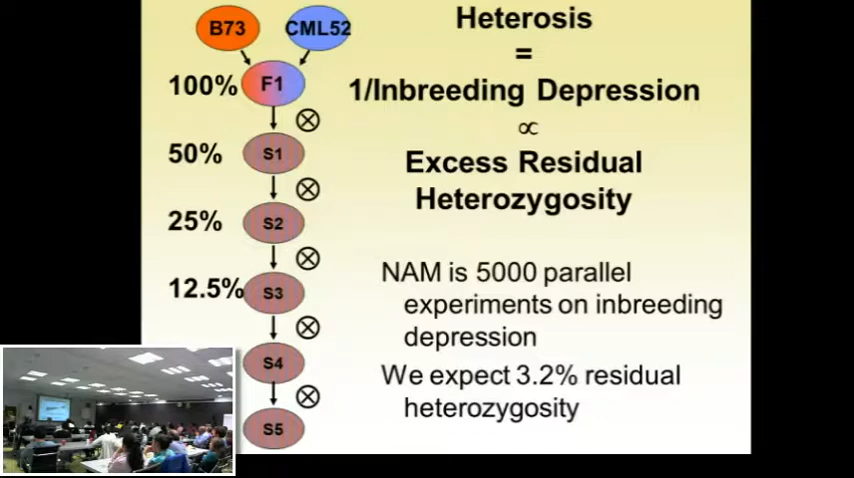 B73
CML52
100%
F1
50%
S1
25%
S2
12.5%
S3
S4
S5
Heterosis
=
1/Inbreeding Depression
∝
Excess Residual
Heterozygosity
NAM is 5000 parallel
experiments on inbreeding
depression
We expect 3.2% residual
heterozygosity